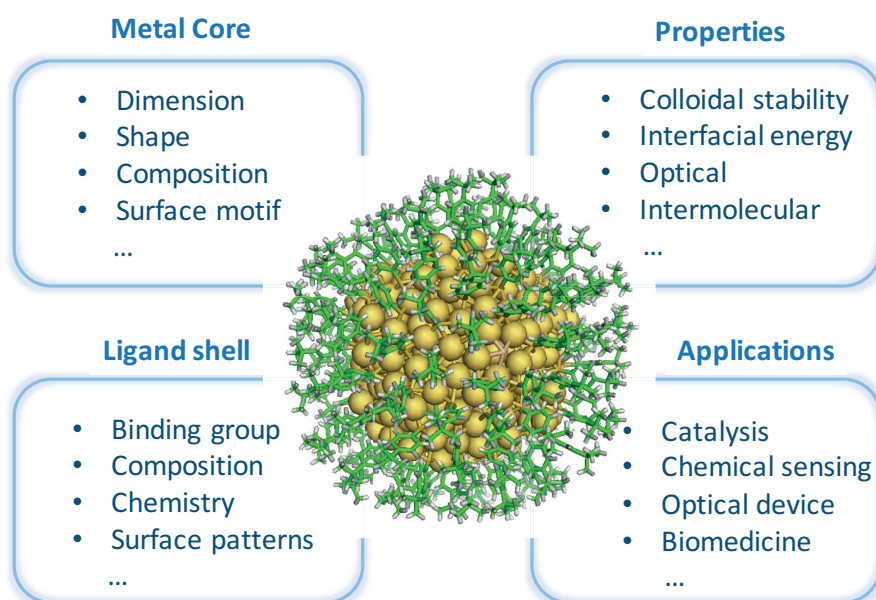 Metal Core
• Dimension
• Shape
• Composition
• Surface motif
...
Properties
• Colloidal stability
• Interfacial energy
• Optical
• Intermolecular
...
Ligand shell
• Binding group
• Composition
• Chemistry
• Surface patterns
...
Applications
• Catalysis
• Chemical sensing
• Optical device
• Biomedicine
...